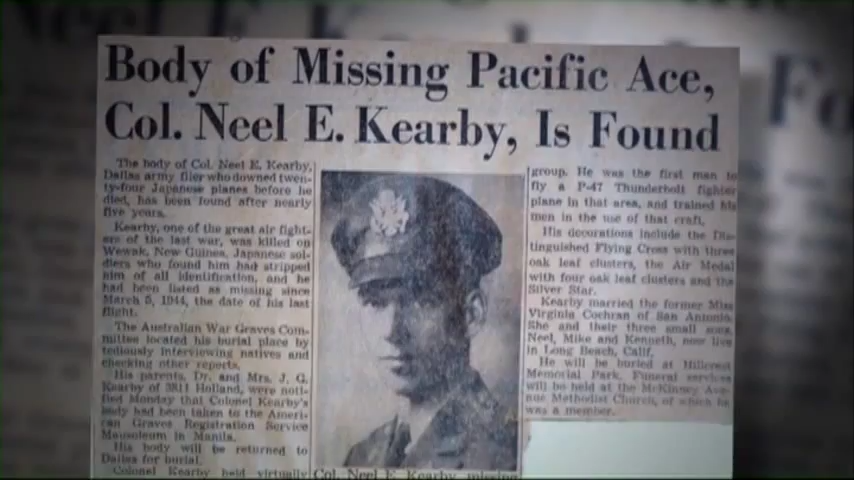 Body of Missing Pacific Ace,
Col. Neel E. Kearby, Is Found
The body of Col. Neel E. Kearby,
Dallas army flier who downed twen-
ty-four Japanese planes before he
died, has been found after nearly
five years.
Kearby, one of the great air fight-
ers of the last war, was killed on
Wewak, New Guinea, Japanese sol-
diers who found him had stripped
him of all identification, and he
had been listed as missing since
March 5, 1944, the date of his last
flight.
The Australian War Graves Com-
mittee located his burial place by
tediously interviewing natives and
checking other reports.
His parents, Dr. and Mrs. J. G.
Kearby of 3811 Holland, were noti-
fied Monday that Colonel Kearby's
body had been taken to the Ameri-
can Graves Registration Service
Mausoleum in Manila.
His body will be returned to
Dallas for burial.
Colonel Kearby held virtually
Col. Neel E. Kearby, missing
group. He was the first man to
fly a P-47 Thunderbolt fighter
plane in that area, and trained his
men in the use of that craft.
His decorations include the Dis-
tinguished Flying Cross with three
oak leaf clusters, the Air Medal
with four oak leaf clusters and the
Silver Star.
Kearby married the former Miss
Virginia Cochran of San Antonio.
She and their three small sons,
Neel, Mike and Kenneth, now live
in Long Beach, Calif.
He will be buried at Hillcrest
Memorial Park. Funeral services
will be held at the McKinney Ave-
nue Methodist Church, of which he
was a member.